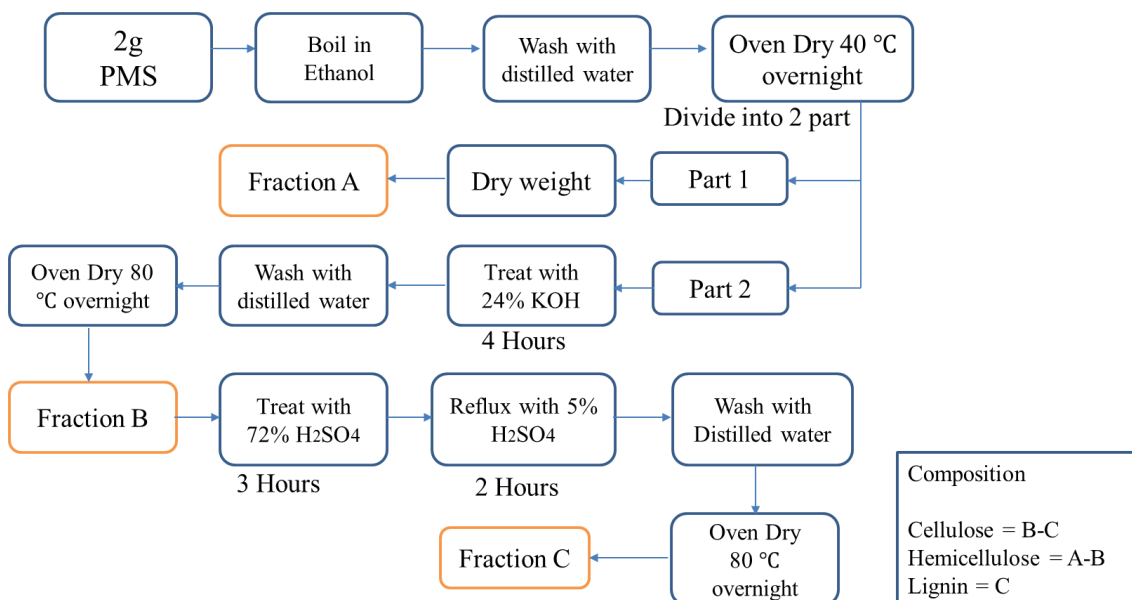 2g
PMS
Boil in
Ethanol
Wash with
distilled water
Oven Dry 40 ℃
overnight
Divide into 2 part
Fraction A
Dry weight
Part 1
Oven Dry 80
℃ overnight
Wash with
distilled water
Treat with
24% KOH
Part 2
4 Hours
Fraction B
Treat with
72% H₂SO₄
Reflux with 5%
H₂SO₄
Wash with
Distilled water
3 Hours
2 Hours
Fraction C
Oven Dry
80 ℃
overnight
Composition
Cellulose = B-C
Hemicellulose = A-B
Lignin = C